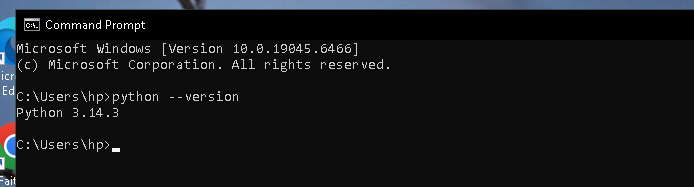 Command Prompt
Microsoft Windows [Version 10.0.19045.6466]
(c) Microsoft Corporation. All rights reserved.
C:\Users\hp>python --version
Python 3.14.3
C:\Users\hp>